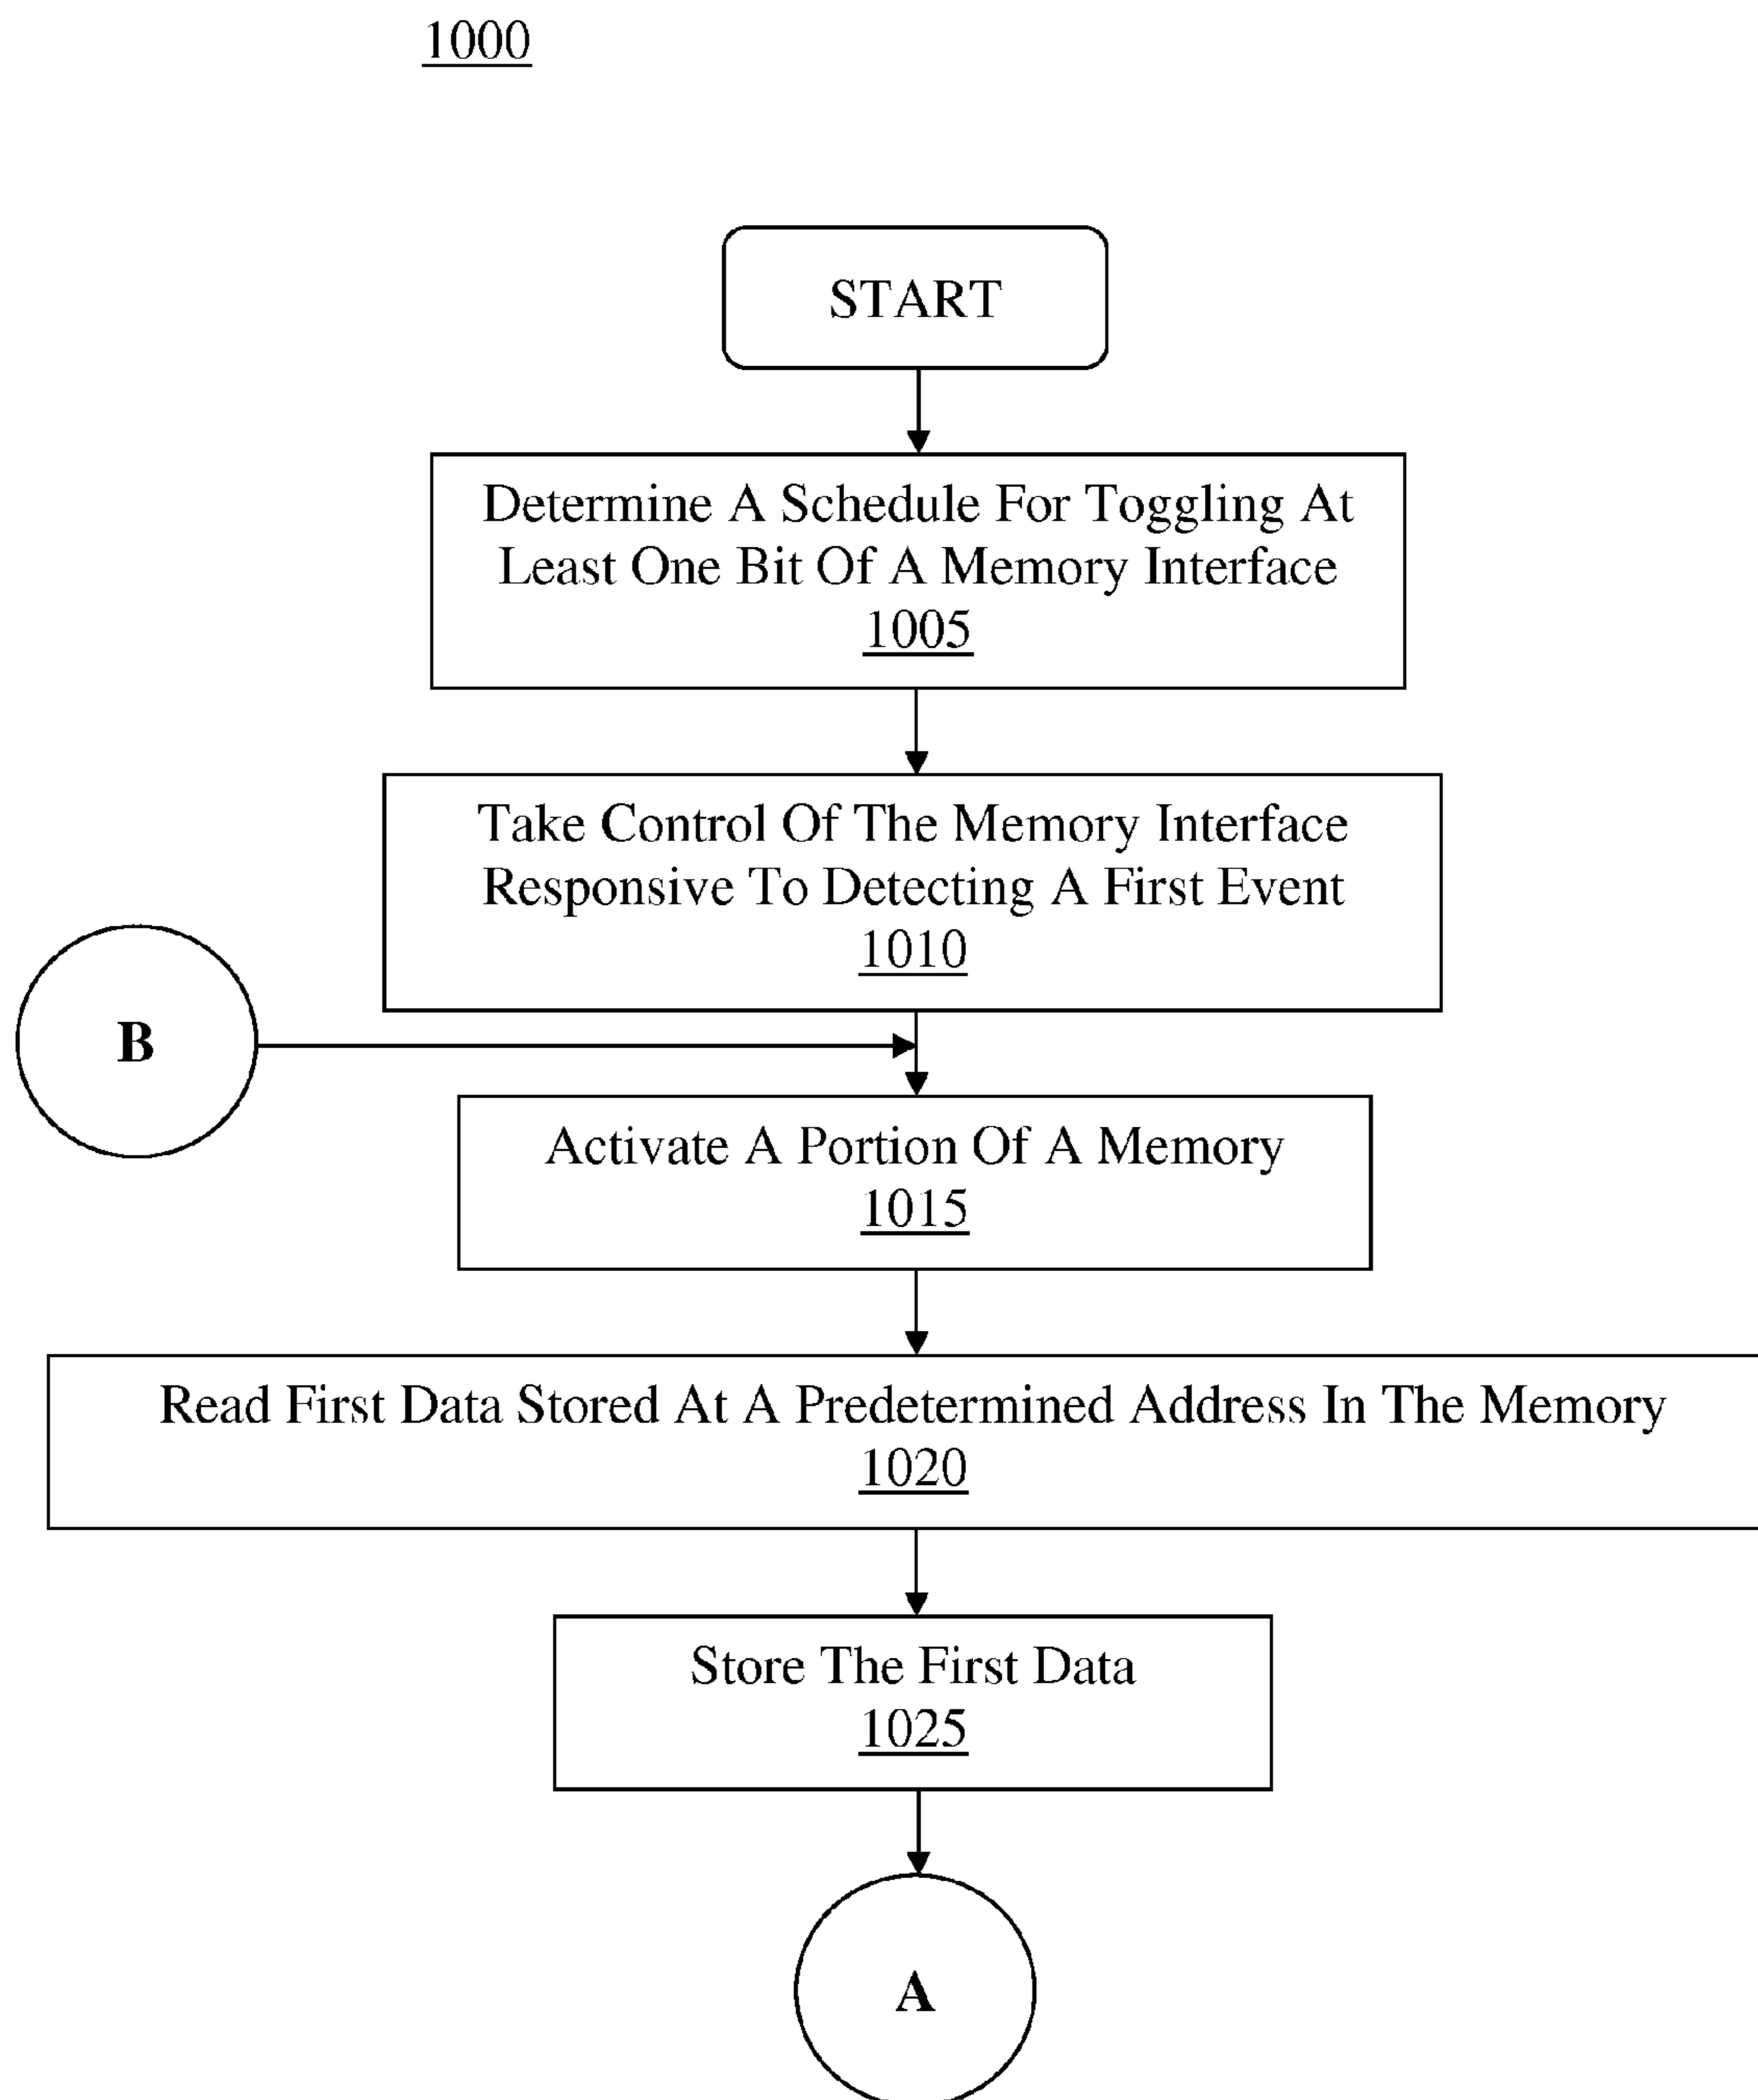 1000
START
Determine A Schedule For Toggling At
Least One Bit Of A Memory Interface
1005
Take Control Of The Memory Interface
Responsive To Detecting A First Event
1010
B
Activate A Portion Of A Memory
1015
Read First Data Stored At A Predetermined Address In The Memory
1020
Store The First Data
1025
A